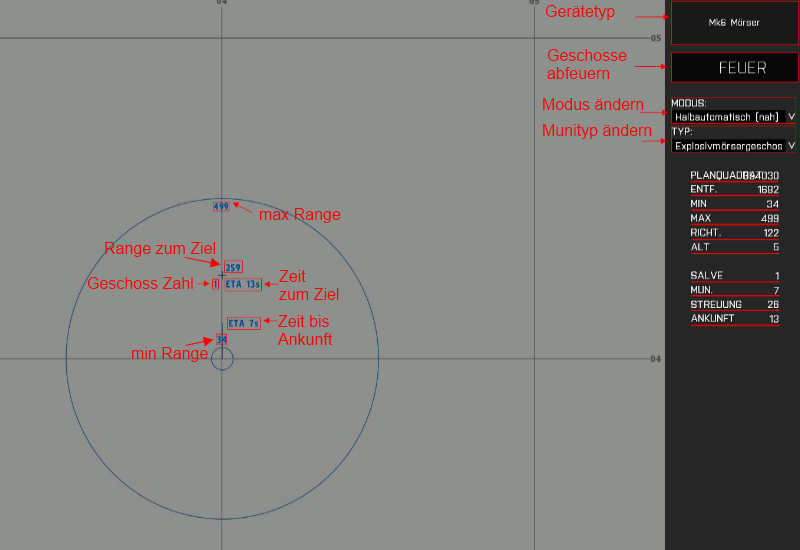 04
05
Gerätetyp
Mk6 Mörser
05
Geschosse
abfeuern
FEUER
Modus ändern
MODUS:
Halbautomatisch (nah)
Munityp ändern
TYP:
Explosivmörsergeschos
PLANQUADRAT
ENTF. 1682
MIN 34
MAX 499
RICHT. 122
ALT 5
SALVE 1
MUN. 7
STREUUNG 26
ANKUNFT 13
499
max Range
Range zum Ziel
259
Geschoss Zahl
1
ETA 13s
Zeit
zum Ziel
ETA 7s
Zeit bis
Ankunft
34
min Range
04